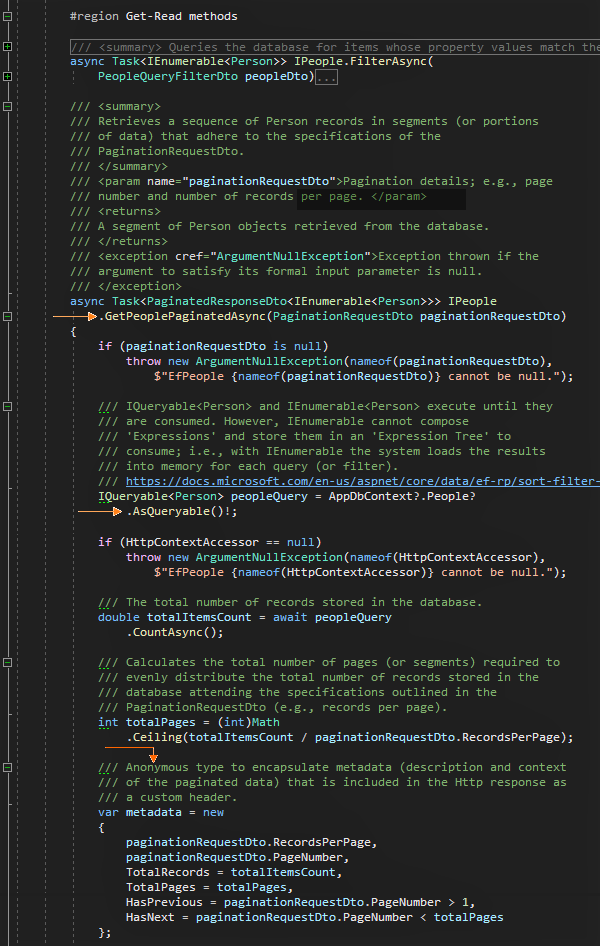 #region Get-Read methods
/// <summary> Queries the database for items whose property values match the
async Task<IEnumerable<Person>> IPeople.FilterAsync(
PeopleQueryFilterDto peopleDto)...
/// <summary>
/// Retrieves a sequence of Person records in segments (or portions
/// of data) that adhere to the specifications of the
/// PaginationRequestDto.
/// </summary>
/// <param name="paginationRequestDto">Pagination details; e.g., page
/// number and number of records per page. </param>
/// <returns>
/// A segment of Person objects retrieved from the database.
/// </returns>
/// <exception cref="ArgumentNullException">Exception thrown if the
/// argument to satisfy its formal input parameter is null.
/// </exception>
async Task<PaginatedResponseDto<IEnumerable<Person>>> IPeople
.GetPeoplePaginatedAsync(PaginationRequestDto paginationRequestDto)
{
if (paginationRequestDto is null)
throw new ArgumentNullException(nameof(paginationRequestDto),
$"EfPeople {nameof(paginationRequestDto)} cannot be null.");
/// IQueryable<Person> and IEnumerable<Person> execute until they
/// are consumed. However, IEnumerable cannot compose
/// 'Expressions' and store them in an 'Expression Tree' to
/// consume; i.e., with IEnumerable the system loads the results
/// into memory for each query (or filter).
/// https://docs.microsoft.com/en-us/aspnet/core/data/ef-rp/sort-filter-
IQueryable<Person> peopleQuery = AppDbContext?.People?
.AsQueryable()!;
if (HttpContextAccessor == null)
throw new ArgumentNullException(nameof(HttpContextAccessor),
$"EfPeople {nameof(HttpContextAccessor)} cannot be null.");
/// The total number of records stored in the database.
double totalItemsCount = await peopleQuery
.CountAsync();
/// Calculates the total number of pages (or segments) required to
/// evenly distribute the total number of records stored in the
/// database attending the specifications outlined in the
/// PaginationRequestDto (e.g., records per page).
int totalPages = (int)Math
.Ceiling(totalItemsCount / paginationRequestDto.RecordsPerPage);
/// Anonymous type to encapsulate metadata (description and context
/// of the paginated data) that is included in the Http response as
/// a custom header.
var metadata = new
{
paginationRequestDto.RecordsPerPage,
paginationRequestDto.PageNumber,
TotalRecords = totalItemsCount,
TotalPages = totalPages,
HasPrevious = paginationRequestDto.PageNumber > 1,
HasNext = paginationRequestDto.PageNumber < totalPages
};